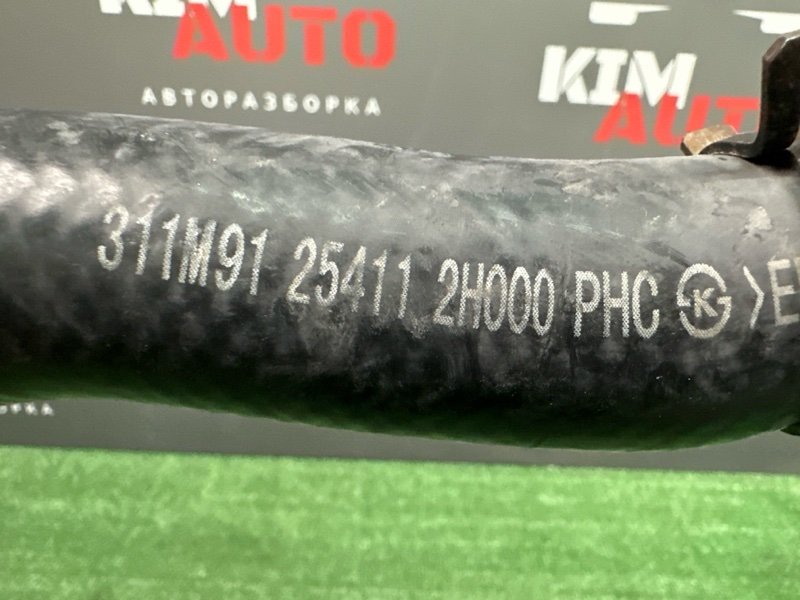 KIM
AUTO
АВТОРАЗБОРКА
KIM
AUTO
311M91 25411 2H000 PHC K >E